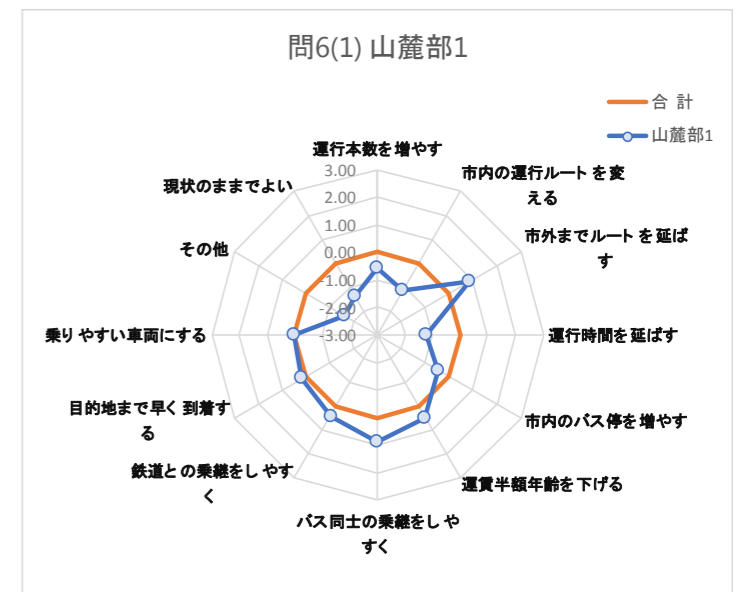 問6(1) 山麓部1
合 計
山麓部1
運行本数を増やす
市内の運行ルートを変
える
市外までルートを延ばす
す
運行時間を延ばす
市内のバス停を増やす
運賃半額年齢を下げる
バス同士の乗継をしや
すく
鉄道との乗継をしやす
く
目的地まで早く到着す
る
乗りやすい車両にする
その他
現状のままでよい
3.00
2.00
1.00
0.00
-1.00
-2.00
-3.00